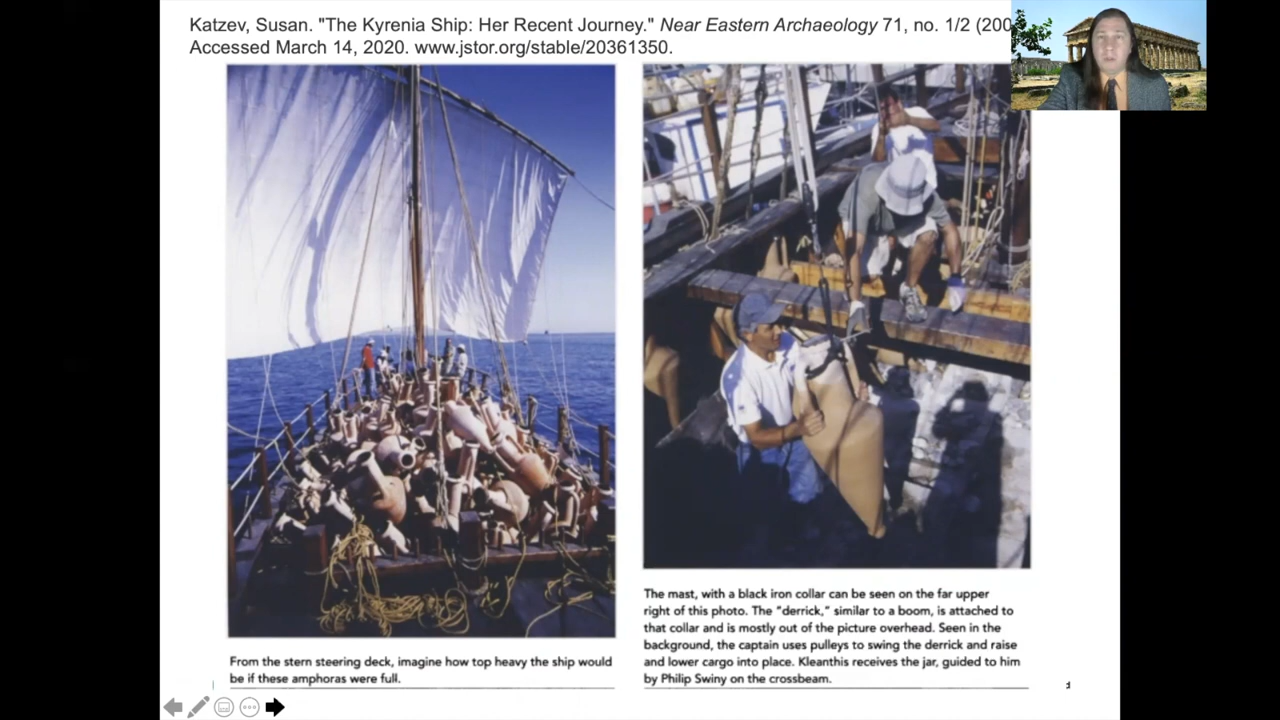 Katzev, Susan. "The Kyrenia Ship: Her Recent Journey." Near Eastern Archaeology 71, no. 1/2 (200
Accessed March 14, 2020. www.jstor.org/stable/20361350.
From the stern steering deck, imagine how top heavy the ship would
be if these amphoras were full.
The mast, with a black iron collar can be seen on the far upper
right of this photo. The "derrick," similar to a boom, is attached to
that collar and is mostly out of the picture overhead. Seen in the
background, the captain uses pulleys to swing the derrick and raise
and lower cargo into place. Kleanthis receives the jar, guided to him
by Philip Swiny on the crossbeam.